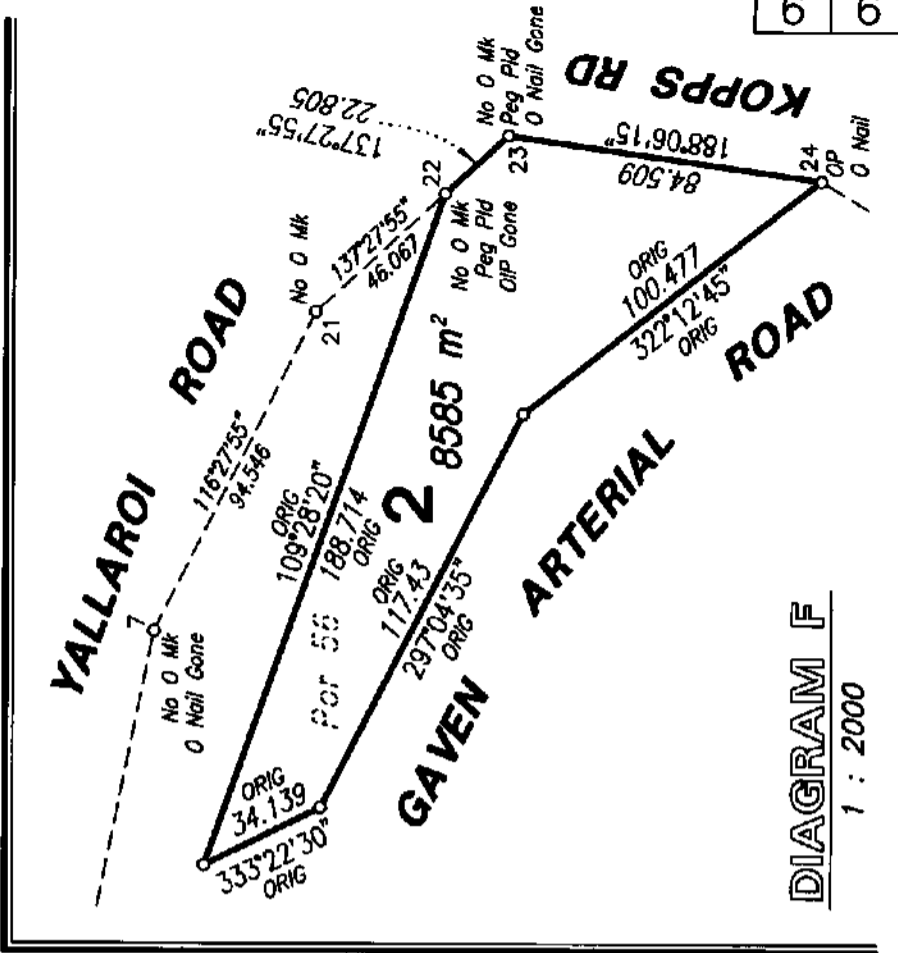 YALLAROI ROAD
KOPPS RD
GAVEN ARTERIAL ROAD
7
No O Mk
O Nail Gone
116°27'55"
94.546
21
No O Mk
137°27'55"
46.067
22
No O Mk
Peg Pld
OIP Gone
137°27'55"
22.805
23
No O Mk
Peg Pld
O Nail Gone
188°06'15"
84.509
24
OP
O Nail
ORIG
100.477
322°12'45"
ORIG
ORIG
109°28'20"
188.714
ORIG
2
8585 m²
Por 56
ORIG
117.43
297°04'35"
ORIG
ORIG
34.139
333°22'30"
ORIG
DIAGRAM F
1 : 2000